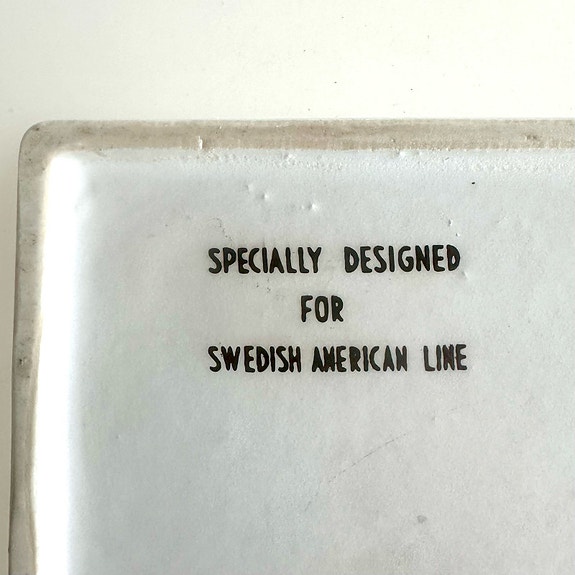 SPECIALLY DESIGNED
FOR
SWEDISH AMERICAN LINE